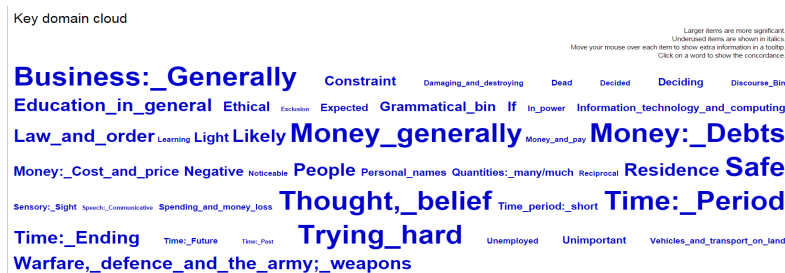 Key domain cloud
Larger items are more significant.
Underused items are shown in italics.
Move your mouse over each item to show extra information in a tooltip.
Click on a word to show the concordance.
Business:_Generally Constraint Damaging_and_destroying Dead Decided Deciding Discourse_Bin
Education_in_general Ethical Exclusion Expected Grammatical_bin If In_power Information_technology_and_computing
Law_and_order Learning Light Likely Money_generally Money_and_pay Money:_Debts
Money:_Cost_and_price Negative Noticeable People Personal_names Quantities:_many/much Reciprocal Residence Safe
Sensory:_Sight Speech:_Communicative Spending_and_money_loss Thought,_belief Time_period:_short Time:_Period
Time:_Ending Time:_Future Time:_Past Trying_hard Unemployed Unimportant Vehicles_and_transport_on_land
Warfare,_defence_and_the_army;_weapons